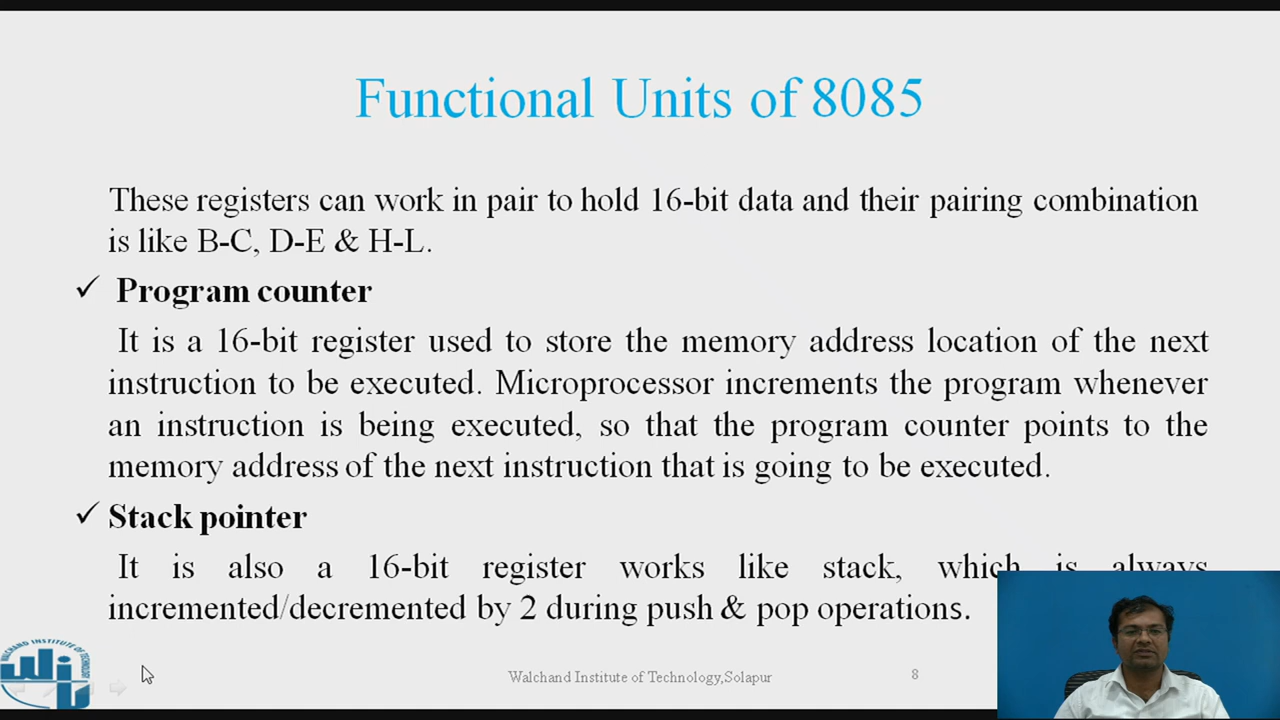 Functional Units of 8085
These registers can work in pair to hold 16-bit data and their pairing combination
is like B-C, D-E & H-L.
✓ Program counter
It is a 16-bit register used to store the memory address location of the next
instruction to be executed. Microprocessor increments the program whenever
an instruction is being executed, so that the program counter points to the
memory address of the next instruction that is going to be executed.
✓ Stack pointer
It is also a 16-bit register works like stack, which is always
incremented/decremented by 2 during push & pop operations.
WALCHAND INSTITUTE OF TECHNOLOGY
WIT
Walchand Institute of Technology,Solapur
8